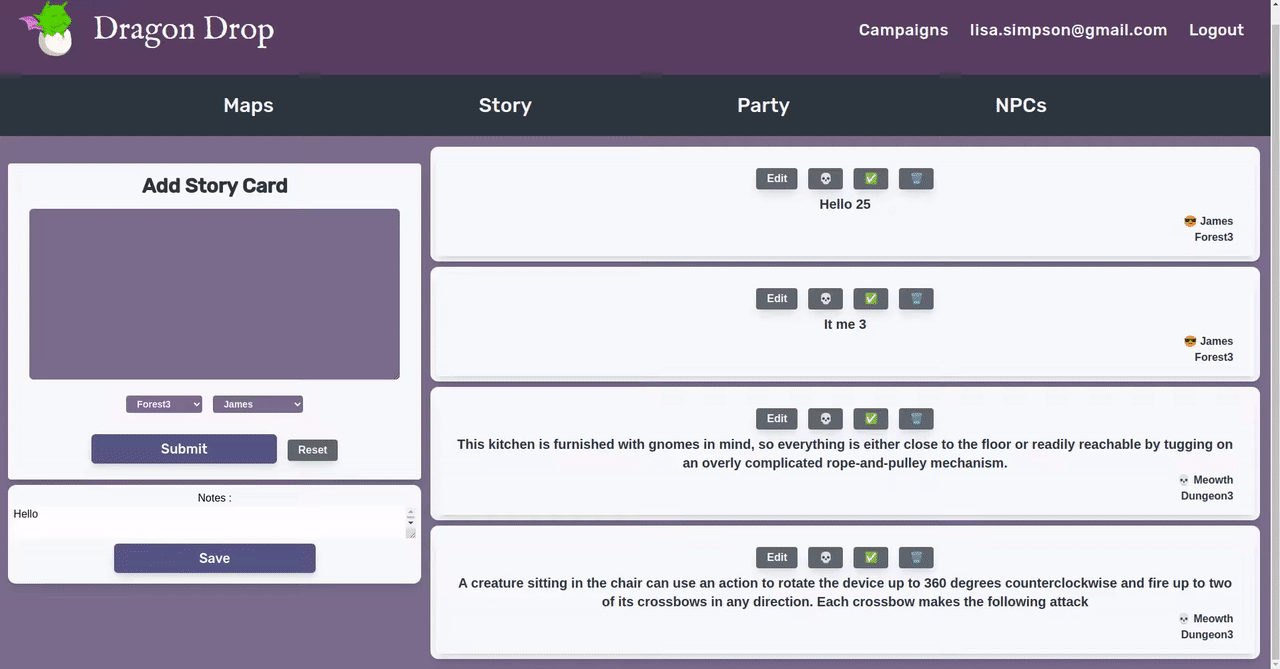 Dragon Drop
Campaigns lisa.simpson@gmail.com Logout
Maps Story Party NPCs
Add Story Card
Forest3 James
Submit Reset
Notes :
Hello
Save
Edit
Hello 25
James
Forest3
Edit
It me 3
James
Forest3
Edit
This kitchen is furnished with gnomes in mind, so everything is either close to the floor or readily reachable by tugging on
an overly complicated rope-and-pulley mechanism.
Meowth
Dungeon3
Edit
A creature sitting in the chair can use an action to rotate the device up to 360 degrees counterclockwise and fire up to two
of its crossbows in any direction. Each crossbow makes the following attack
Meowth
Dungeon3